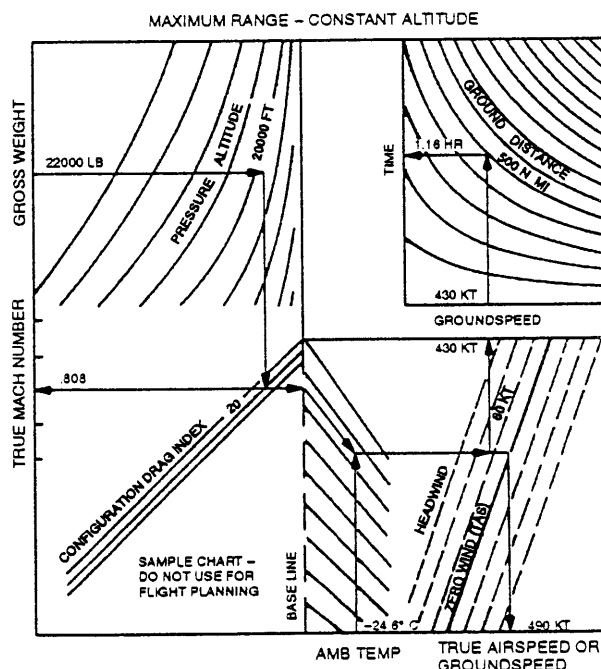 MAXIMUM RANGE – CONSTANT ALTITUDE
GROSS WEIGHT
22000 LB
PRESSURE ALTITUDE
20000 FT
TIME
1.16 HR
GROUND DISTANCE
500 N MI
430 KT
GROUNDSPEED
TRUE MACH NUMBER
.808
20
CONFIGURATION DRAG INDEX
SAMPLE CHART –
DO NOT USE FOR
FLIGHT PLANNING
BASE LINE
430 KT
60 KT
HEADWIND
ZERO WIND (TAS)
–24.6° C
490 KT
AMB TEMP
TRUE AIRSPEED OR
GROUNDSPEED